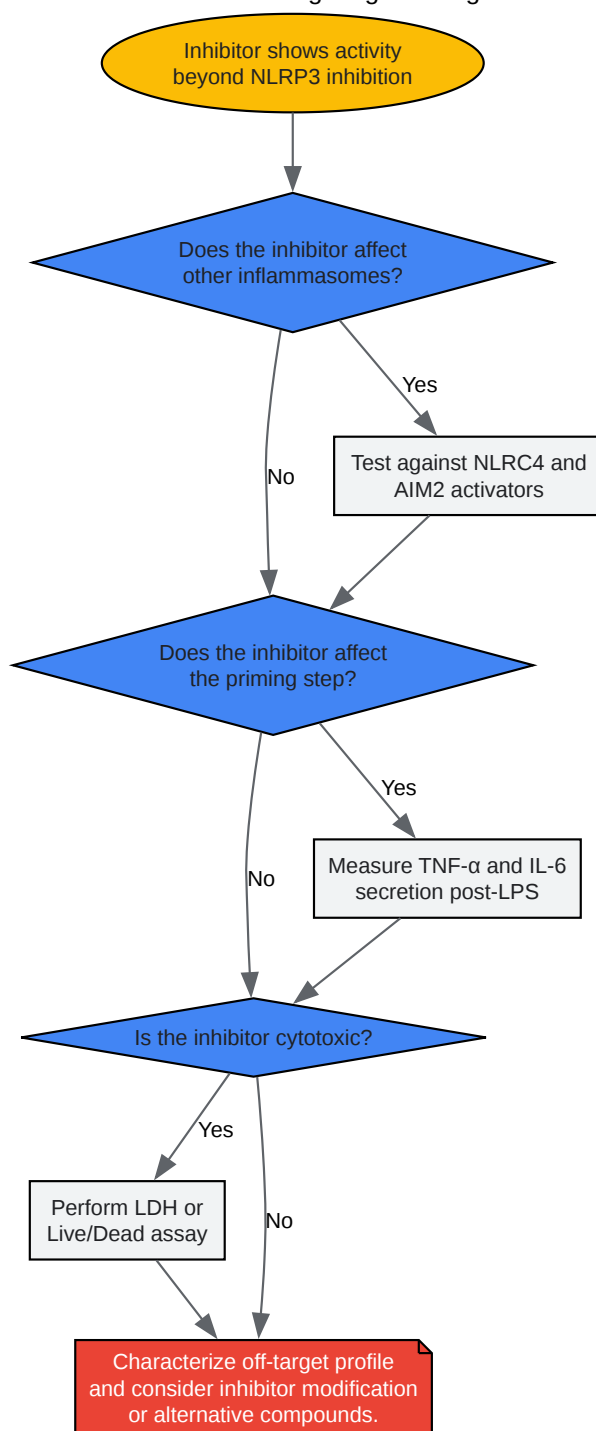 Inhibitor shows activity
beyond NLRP3 inhibition
Does the inhibitor affect
other inflammasomes?
Yes
No
Test against NLRC4 and
AIM2 activators
Does the inhibitor affect
the priming step?
Yes
No
Measure TNF-α and IL-6
secretion post-LPS
Is the inhibitor cytotoxic?
Yes
No
Perform LDH or
Live/Dead assay
Characterize off-target profile
and consider inhibitor modification
or alternative compounds.